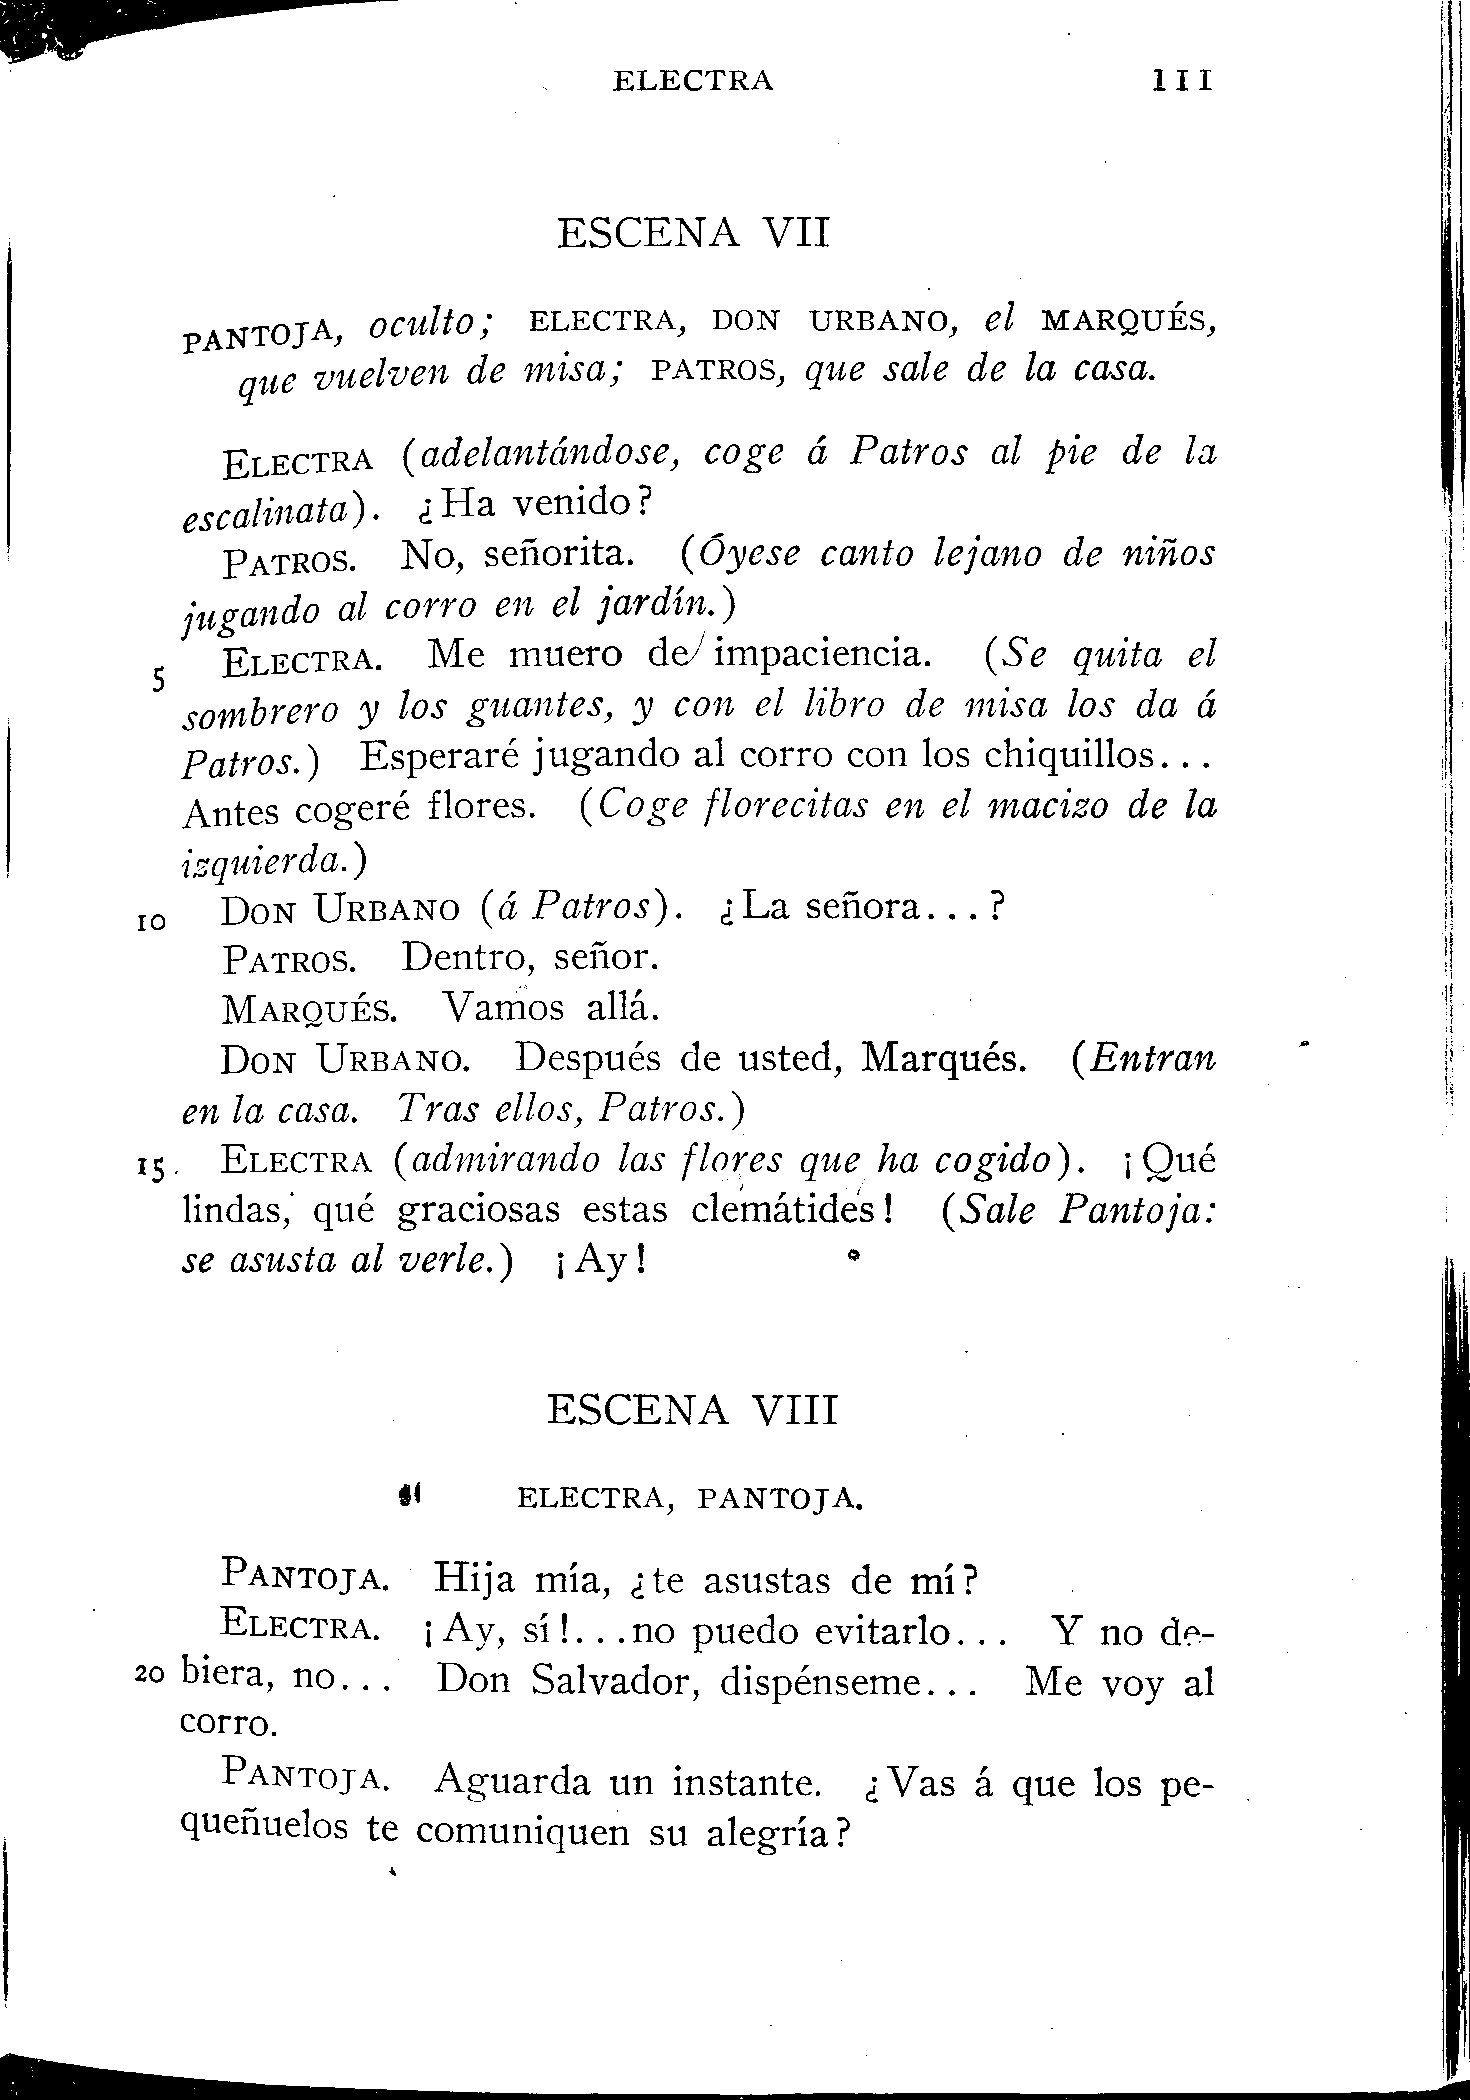 ELECTRA 111
ESCENA VII
PANTOJA, oculto; ELECTRA, DON URBANO, el MARQUÉS,
que vuelven de misa; PATROS, que sale de la casa.
ELECTRA (adelantándose, coge á Patros al pie de la
escalinata). ¿Ha venido?
PATROS. No, señorita. (Óyese canto lejano de niños
jugando al corro en el jardín.)
5 ELECTRA. Me muero de impaciencia. (Se quita el
sombrero y los guantes, y con el libro de misa los da á
Patros.) Esperaré jugando al corro con los chiquillos...
Antes cogeré flores. (Coge florecitas en el macizo de la
izquierda.)
10 DON URBANO (á Patros). ¿La señora...?
PATROS. Dentro, señor.
MARQUÉS. Vamos allá.
DON URBANO. Después de usted, Marqués. (Entran
en la casa. Tras ellos, Patros.)
15 ELECTRA (admirando las flores que ha cogido). ¡Qué
lindas, qué graciosas estas clemátides! (Sale Pantoja:
se asusta al verle.) ¡Ay!
ESCENA VIII
ELECTRA, PANTOJA.
PANTOJA. Hija mía, ¿te asustas de mí?
ELECTRA. ¡Ay, sí!...no puedo evitarlo... Y no de-
20 biera, no... Don Salvador, dispénseme... Me voy al
corro.
PANTOJA. Aguarda un instante. ¿Vas á que los pe-
queñuelos te comuniquen su alegría?